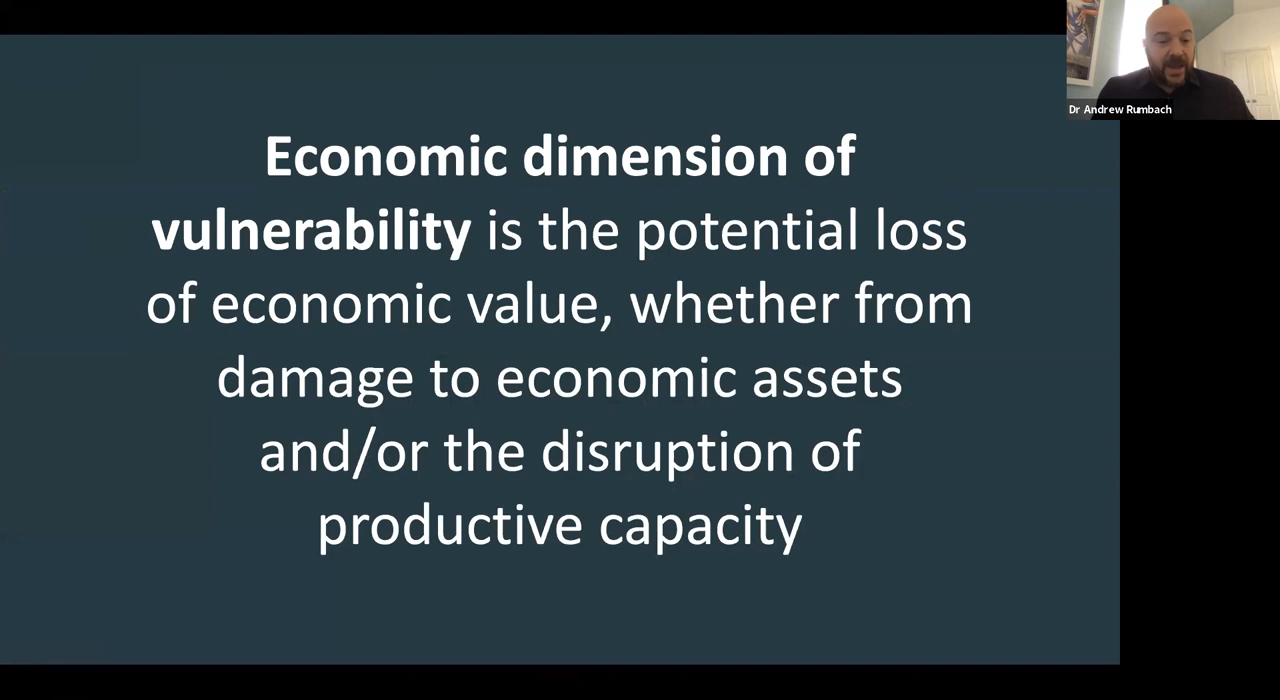 Economic dimension of
vulnerability is the potential loss
of economic value, whether from
damage to economic assets
and/or the disruption of
productive capacity
Dr Andrew Rumbach